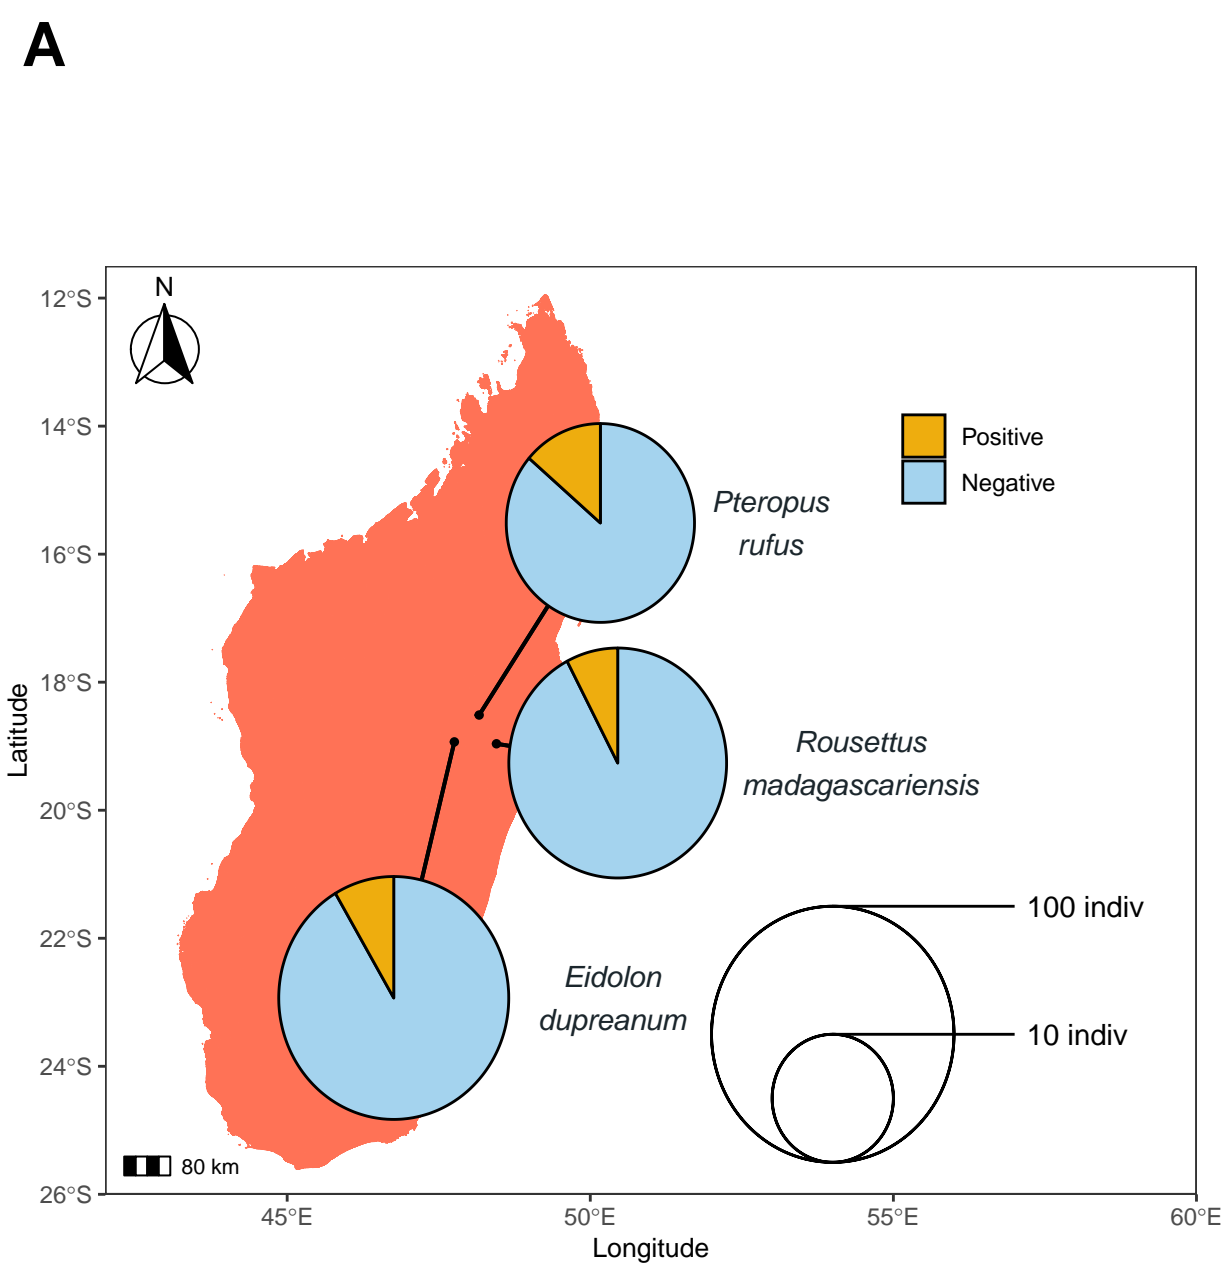 A
N
12°S
14°S
16°S
18°S
20°S
22°S
24°S
26°S
Latitude
Positive
Negative
Pteropus
rufus
Rousettus
madagascariensis
Eidolon
dupreanum
100 indiv
10 indiv
80 km
45°E
50°E
55°E
60°E
Longitude